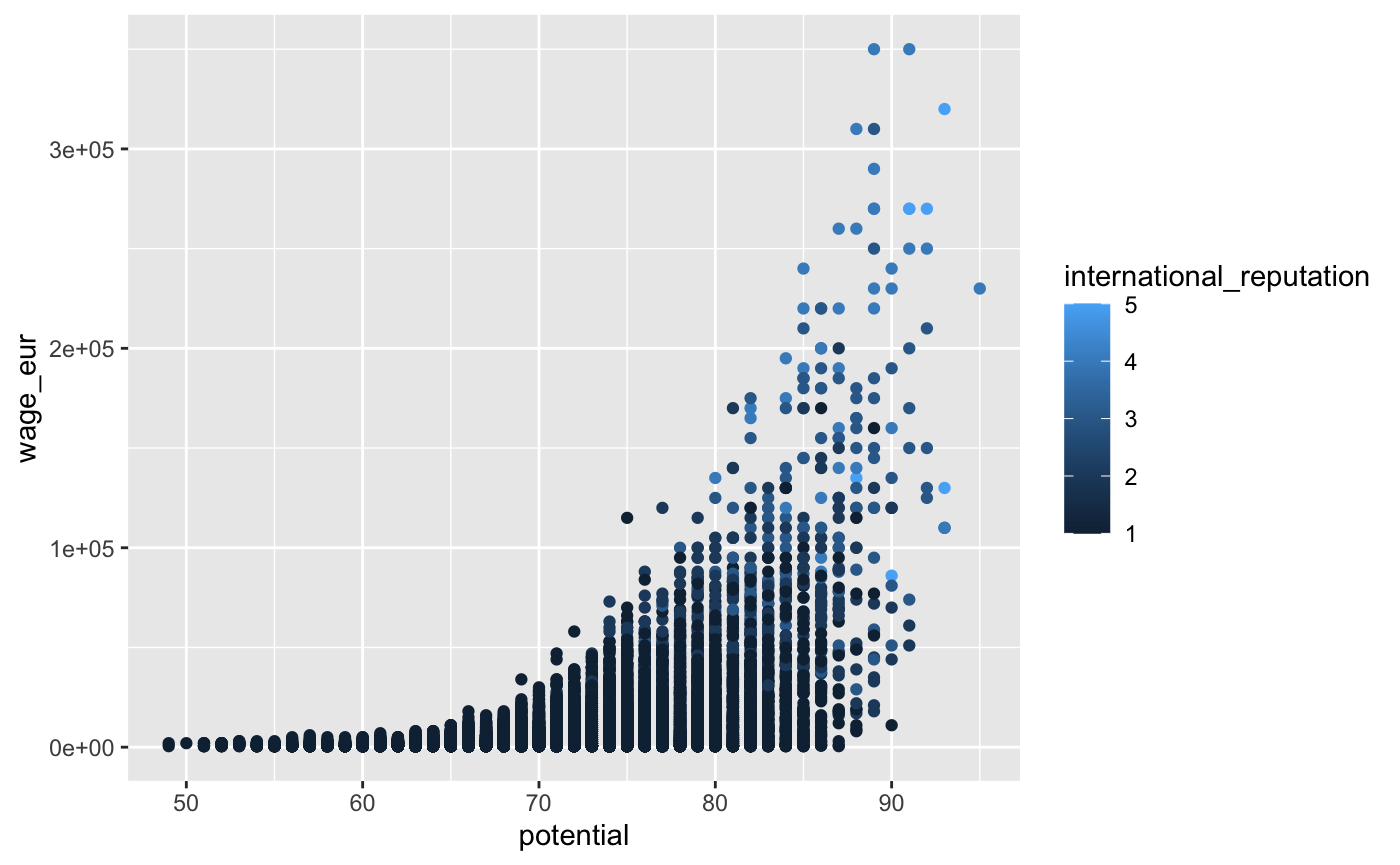 3e+05
2e+05
1e+05
0e+00
wage_eur
50 60 70 80 90
potential
international_reputation
5
4
3
2
1